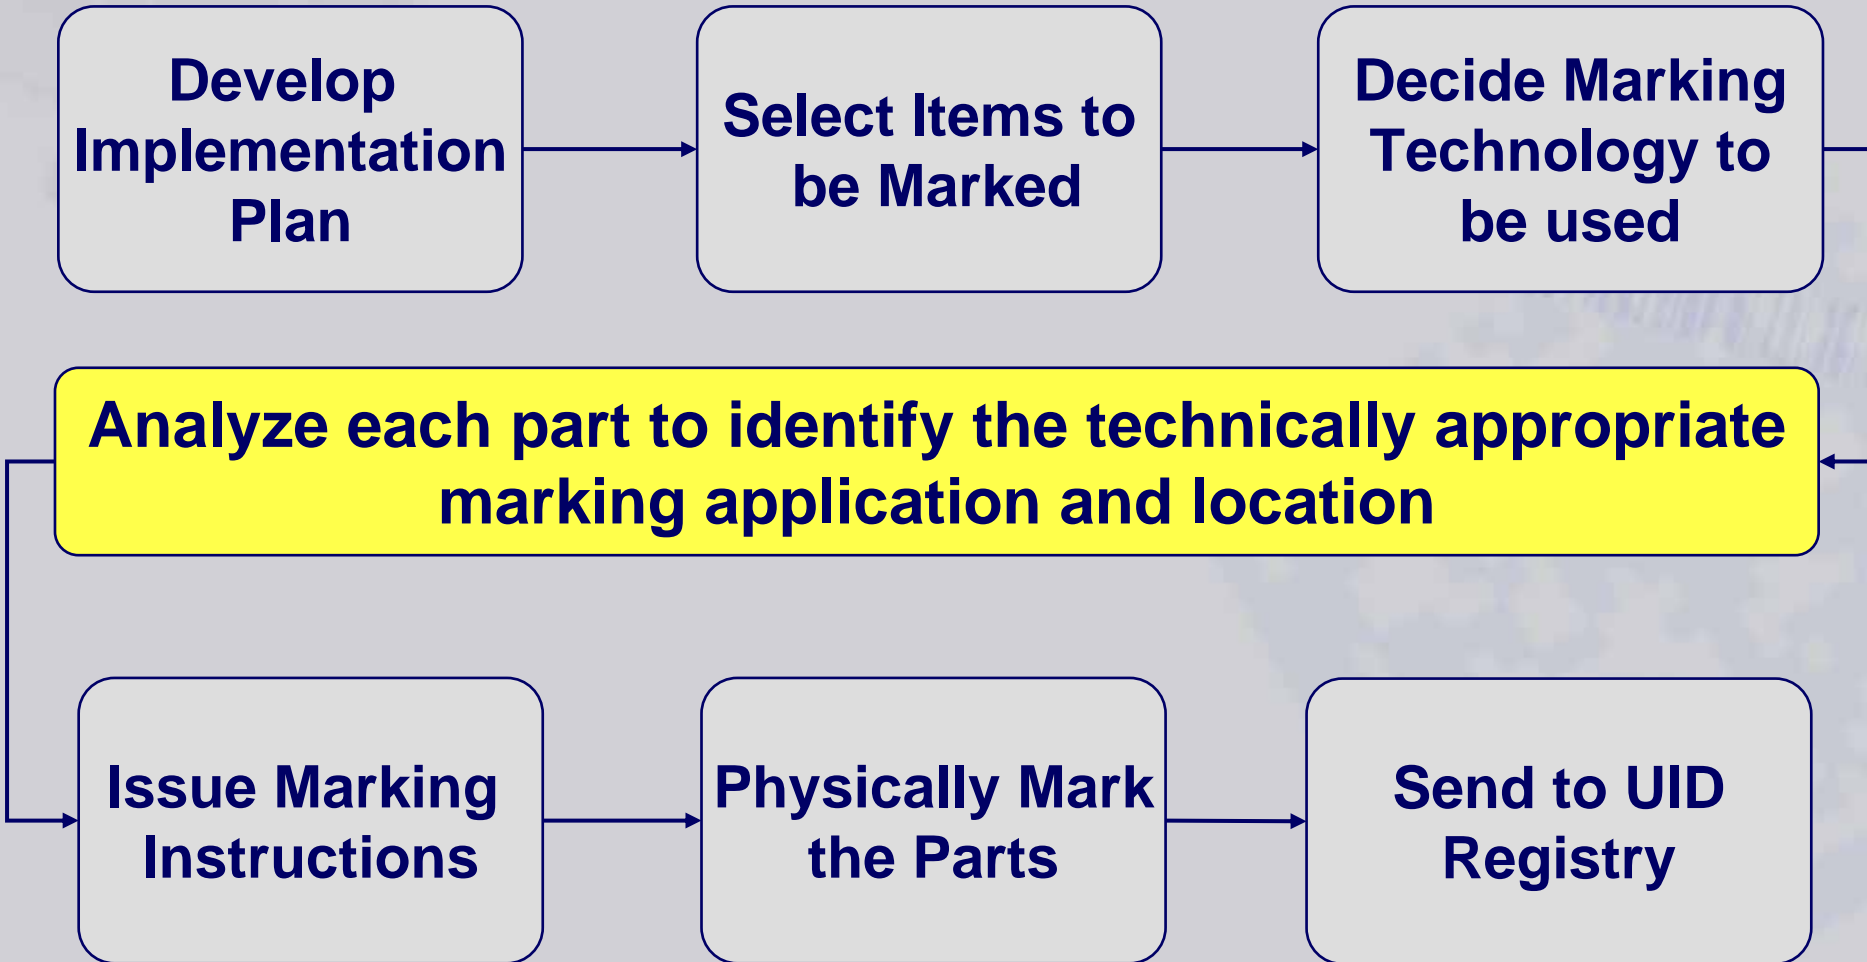 Develop
Implementation
Plan
Select Items to
be Marked
Decide Marking
Technology to
be used
Analyze each part to identify the technically appropriate
marking application and location
Issue Marking
Instructions
Physically Mark
the Parts
Send to UID
Registry